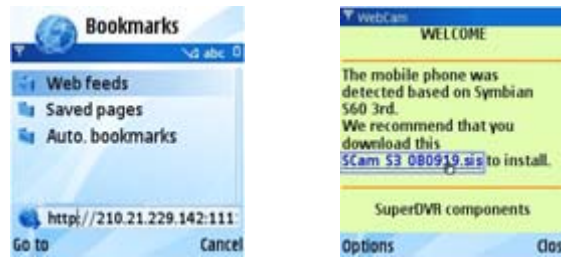 Bookmarks
abc
Web feeds
Saved pages
Auto. bookmarks
http://210.21.229.142:111
Go to
Cancel
WebCam
WELCOME
The mobile phone was
detected based on Symbian
S60 3rd.
We recommend that you
download this
SCam S3 080919.sis to install.
SuperDVR components
Options
Clos